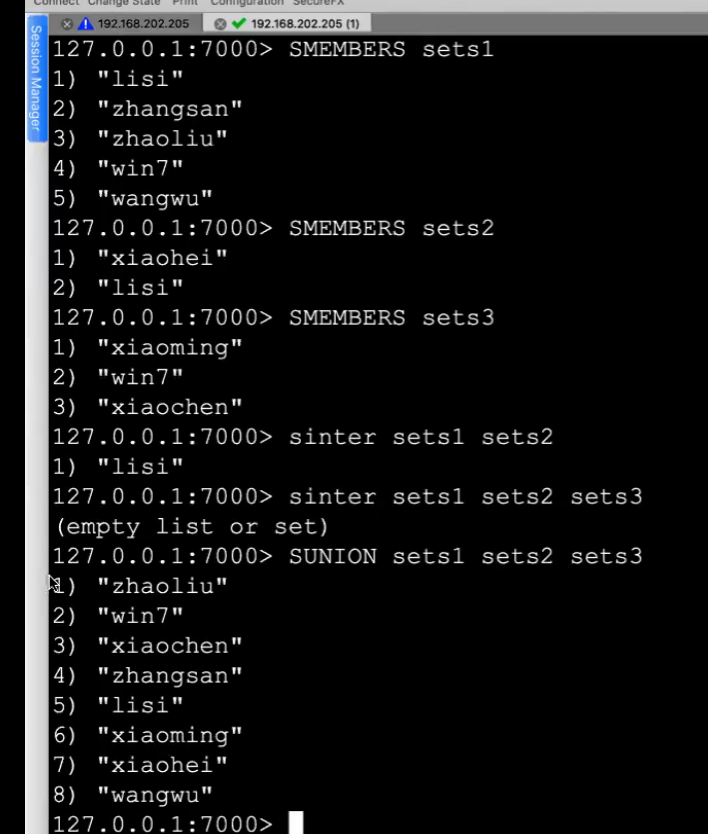 Connect Change State Print Configuration SecureFX
192.168.202.205 192.168.202.205 (1)
Session Manager
127.0.0.1:7000> SMEMBERS sets1
1) "lisi"
2) "zhangsan"
3) "zhaoliu"
4) "win7"
5) "wangwu"
127.0.0.1:7000> SMEMBERS sets2
1) "xiaohei"
2) "lisi"
127.0.0.1:7000> SMEMBERS sets3
1) "xiaoming"
2) "win7"
3) "xiaochen"
127.0.0.1:7000> sinter sets1 sets2
1) "lisi"
127.0.0.1:7000> sinter sets1 sets2 sets3
(empty list or set)
127.0.0.1:7000> SUNION sets1 sets2 sets3
1) "zhaoliu"
2) "win7"
3) "xiaochen"
4) "zhangsan"
5) "lisi"
6) "xiaoming"
7) "xiaohei"
8) "wangwu"
127.0.0.1:7000>